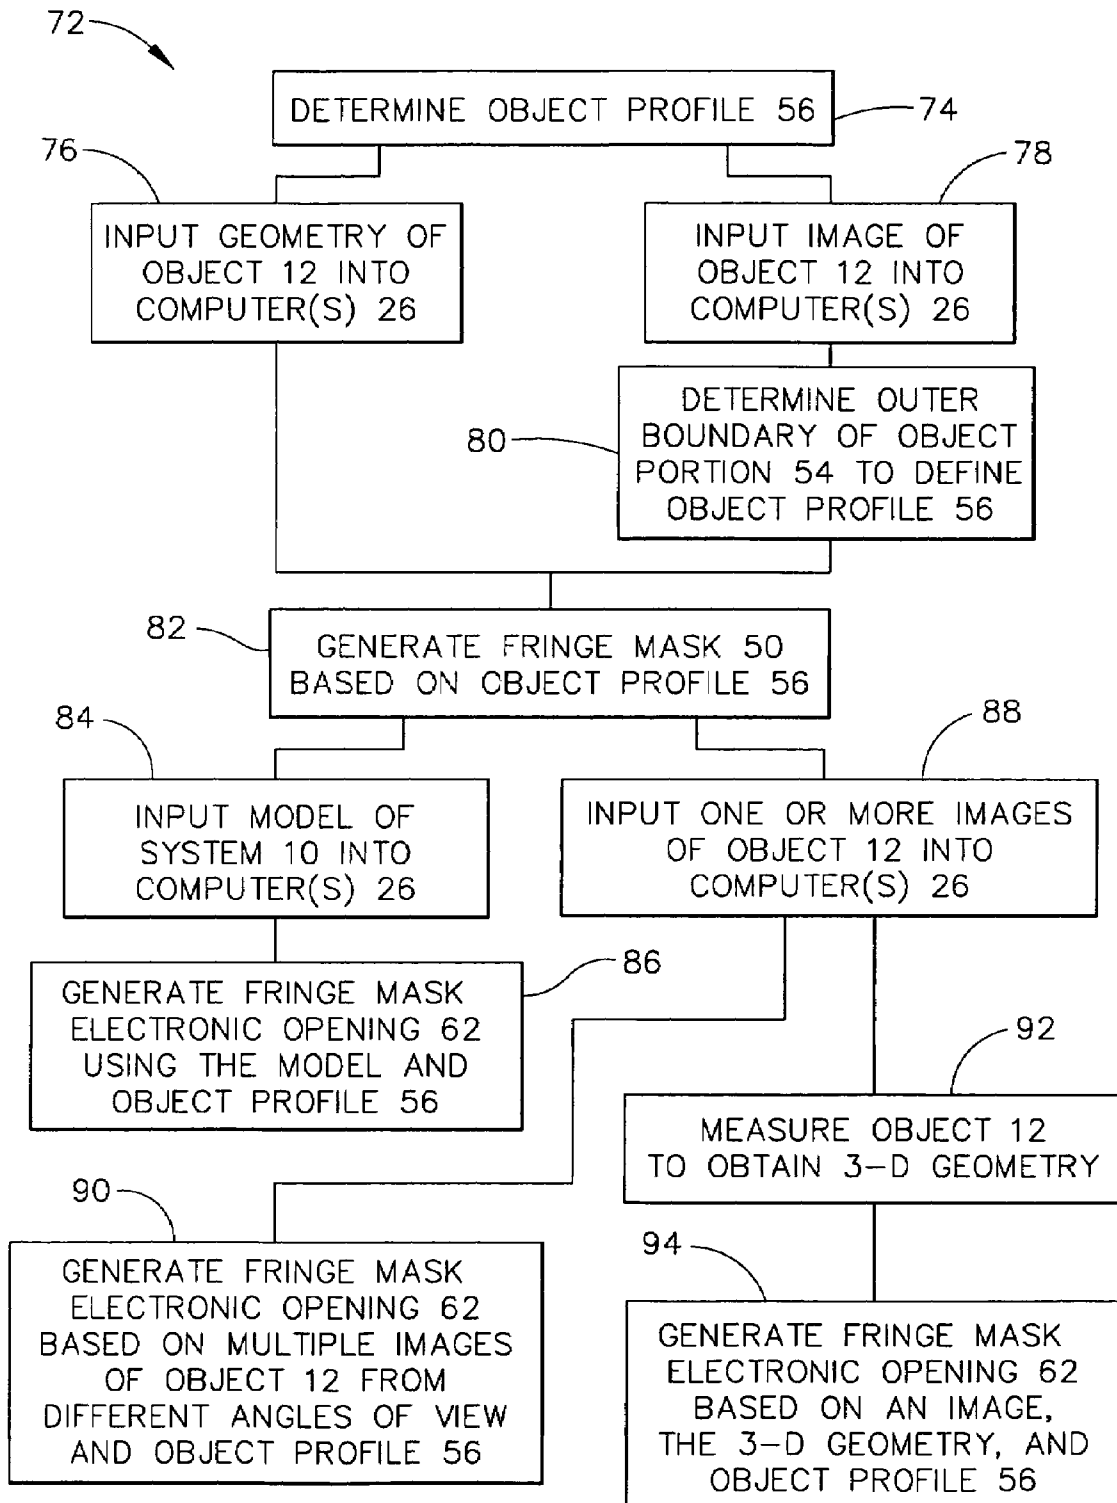 72
DETERMINE OBJECT PROFILE 56
74
76
78
INPUT GEOMETRY OF
OBJECT 12 INTO
COMPUTER(S) 26
INPUT IMAGE OF
OBJECT 12 INTO
COMPUTER(S) 26
80
DETERMINE OUTER
BOUNDARY OF OBJECT
PORTION 54 TO DEFINE
OBJECT PROFILE 56
82
GENERATE FRINGE MASK 50
BASED ON OBJECT PROFILE 56
84
88
INPUT MODEL OF
SYSTEM 10 INTO
COMPUTER(S) 26
INPUT ONE OR MORE IMAGES
OF OBJECT 12 INTO
COMPUTER(S) 26
86
GENERATE FRINGE MASK
ELECTRONIC OPENING 62
USING THE MODEL AND
OBJECT PROFILE 56
92
MEASURE OBJECT 12
TO OBTAIN 3-D GEOMETRY
90
GENERATE FRINGE MASK
ELECTRONIC OPENING 62
BASED ON MULTIPLE IMAGES
OF OBJECT 12 FROM
DIFFERENT ANGLES OF VIEW
AND OBJECT PROFILE 56
94
GENERATE FRINGE MASK
ELECTRONIC OPENING 62
BASED ON AN IMAGE,
THE 3-D GEOMETRY, AND
OBJECT PROFILE 56